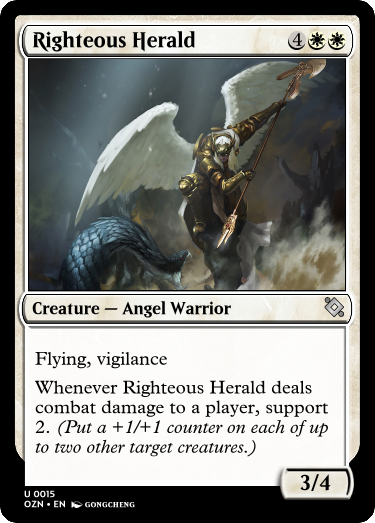 Righteous Herald 4
Creature — Angel Warrior
Flying, vigilance
Whenever Righteous Herald deals
combat damage to a player, support
2. (Put a +1/+1 counter on each of up
to two other target creatures.)
3/4
U 0015
OZN • EN GONGCHENG